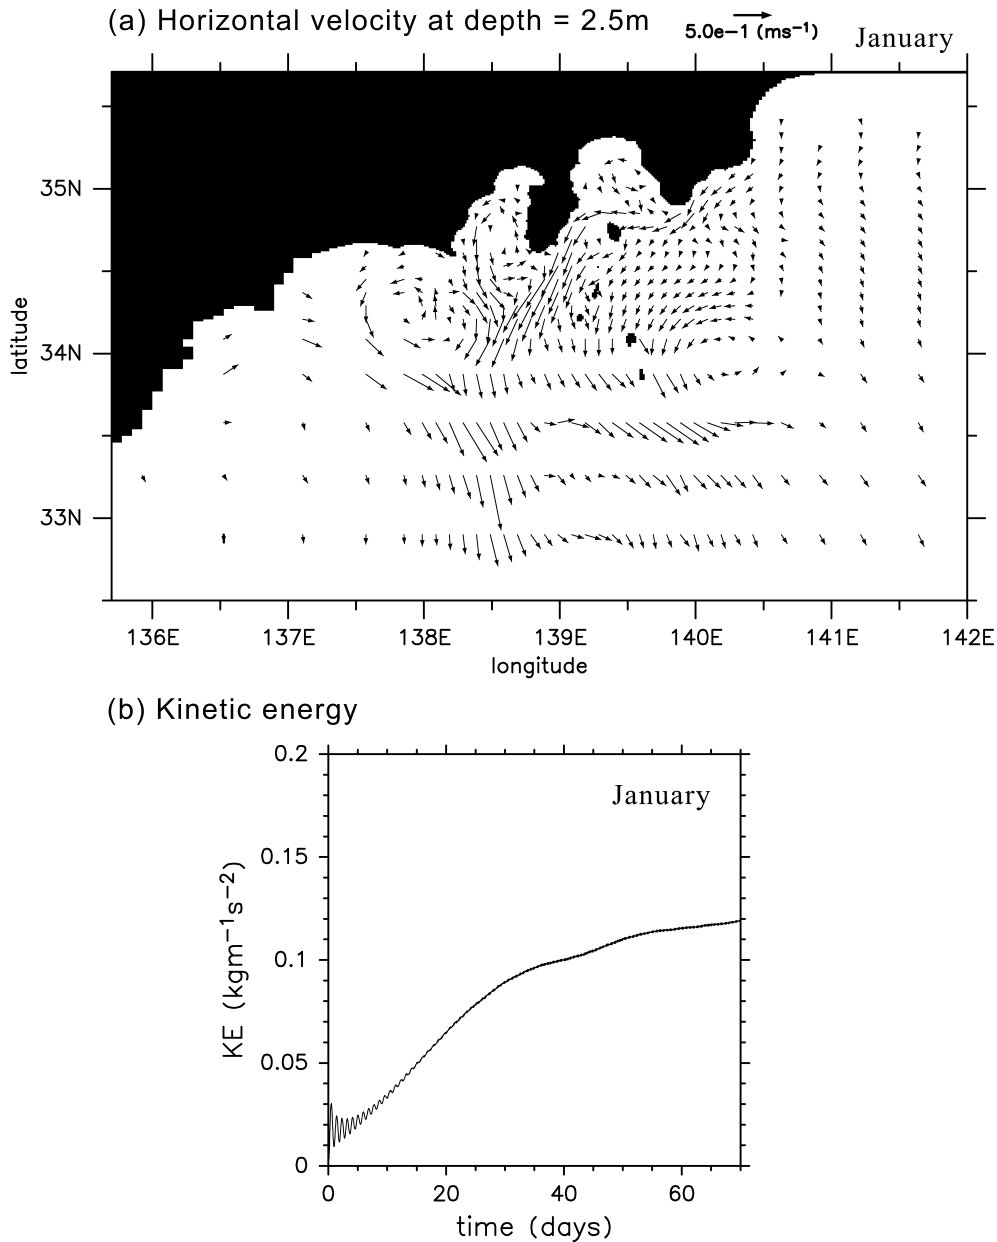 (a) Horizontal velocity at depth = 2.5m
5.0e−1 (ms⁻¹)
January
35N
34N
33N
latitude
136E 137E 138E 139E 140E 141E 142E
longitude
(b) Kinetic energy
January
0.2
0.15
0.1
0.05
0
KE (kgm⁻¹s⁻²)
0 20 40 60
time (days)